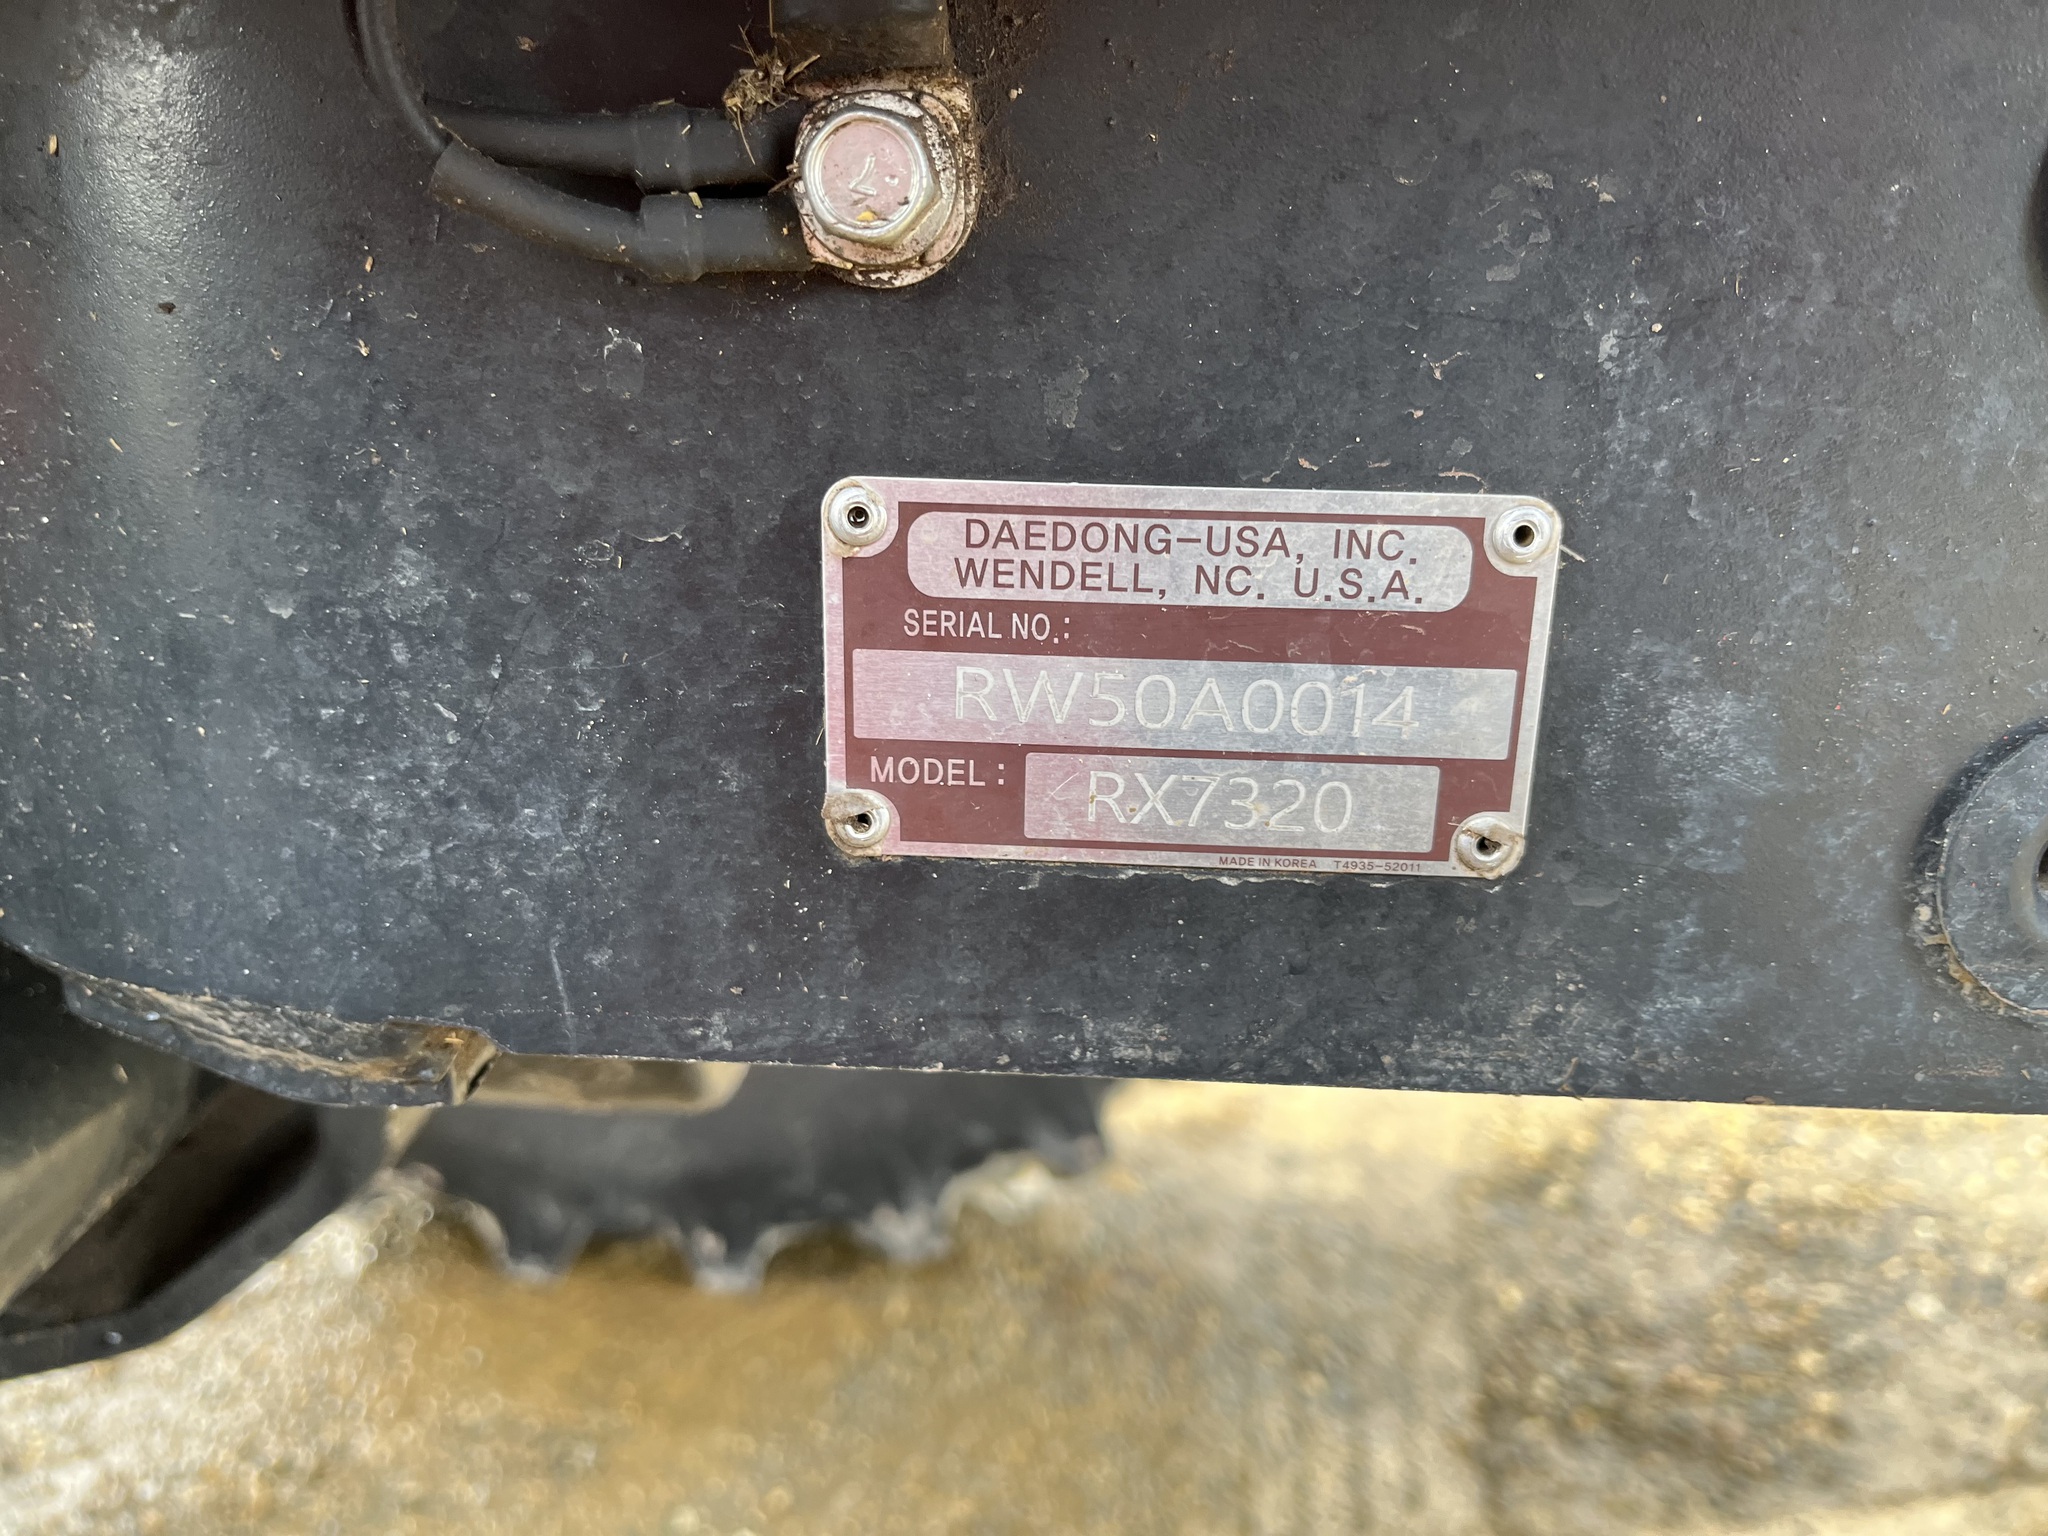 DAEDONG-USA, INC.
WENDELL, NC. U.S.A.
SERIAL NO.:
RW50A0014
MODEL: RX7320
MADE IN KOREA T4935-52011